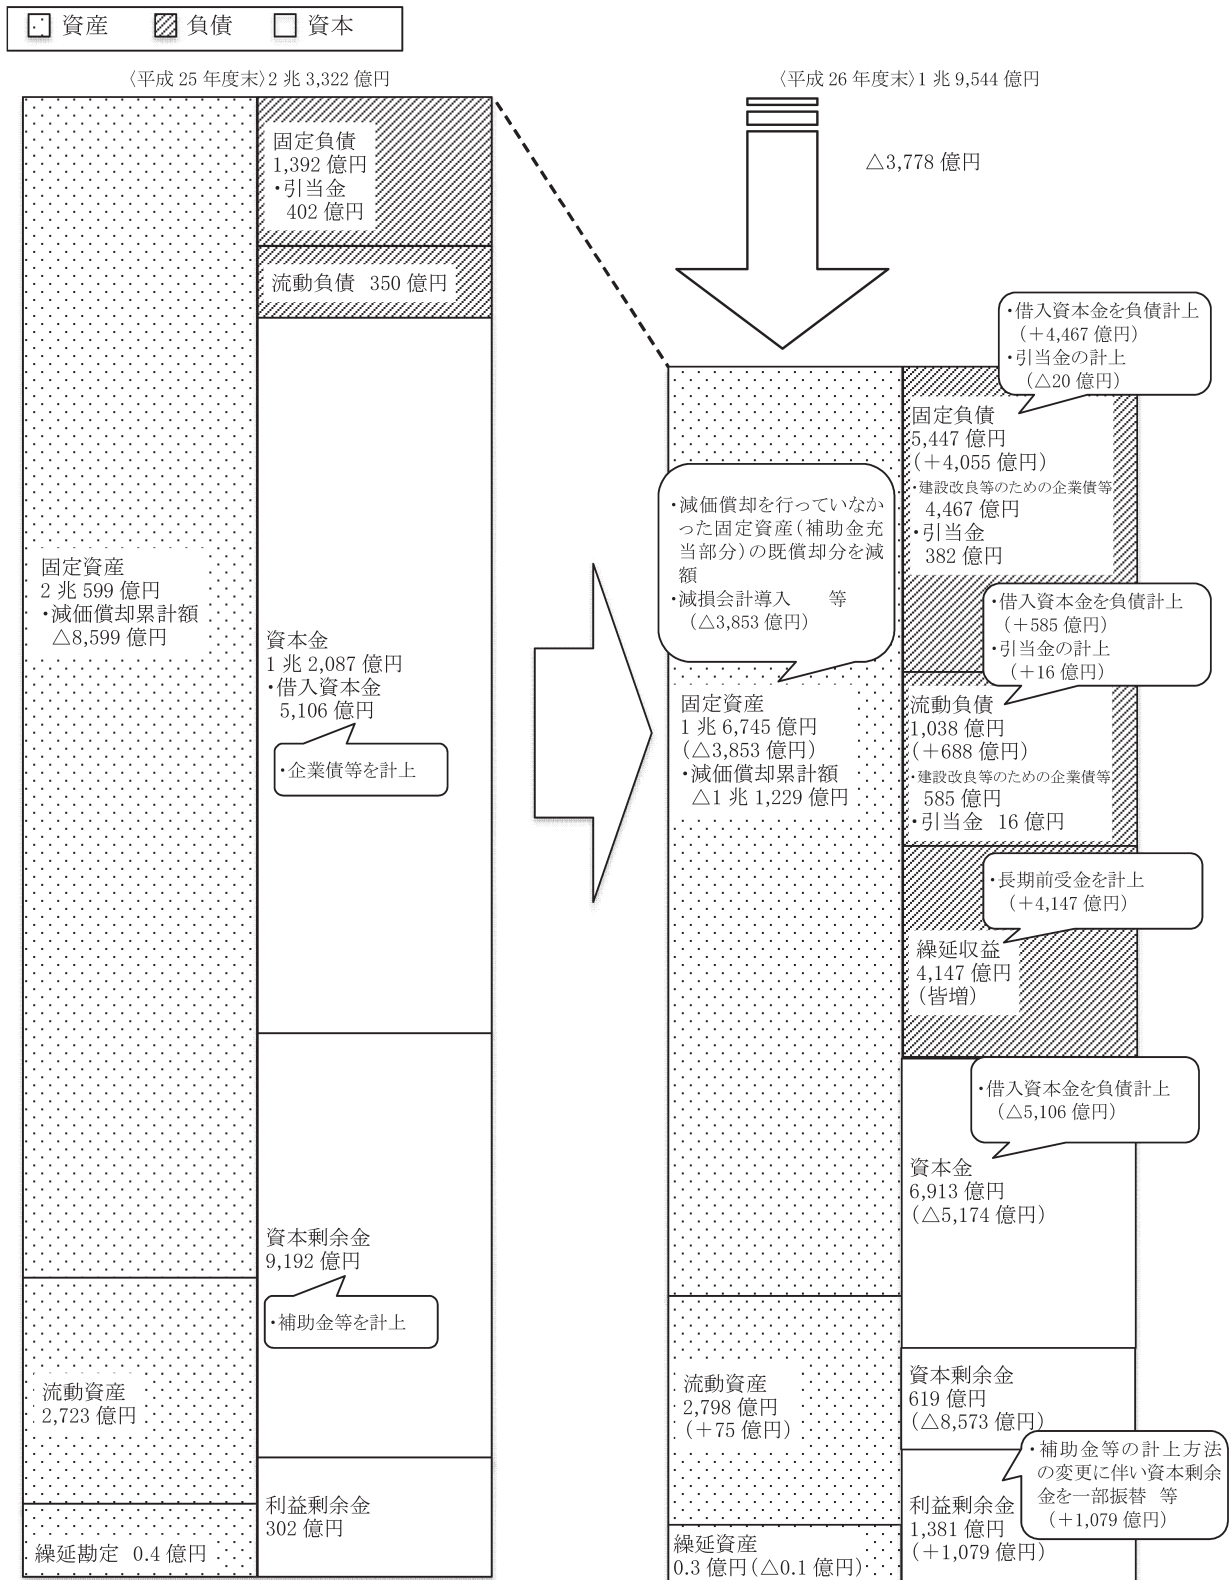 資産 負債 資本
〈平成 25 年度末〉2 兆 3,322 億円
固定資産
2 兆 599 億円
・減価償却累計額
△8,599 億円
流動資産
2,723 億円
繰延勘定 0.4 億円
固定負債
1,392 億円
・引当金
402 億円
流動負債 350 億円
資本金
1 兆 2,087 億円
・借入資本金
5,106 億円
・企業債等を計上
資本剰余金
9,192 億円
・補助金等を計上
利益剰余金
302 億円
〈平成 26 年度末〉1 兆 9,544 億円
△3,778 億円
・減価償却を行っていなか
った固定資産(補助金充
当部分)の既償却分を減
額
・減損会計導入 等
(△3,853 億円)
固定資産
1 兆 6,745 億円
(△3,853 億円)
・減価償却累計額
△1 兆 1,229 億円
流動資産
2,798 億円
(+75 億円)
繰延資産
0.3 億円(△0.1 億円)
・借入資本金を負債計上
(+4,467 億円)
・引当金の計上
(△20 億円)
固定負債
5,447 億円
(+4,055 億円)
・建設改良等のための企業債等
4,467 億円
・引当金
382 億円
・借入資本金を負債計上
(+585 億円)
・引当金の計上
(+16 億円)
流動負債
1,038 億円
(+688 億円)
・建設改良等のための企業債等
585 億円
・引当金 16 億円
・長期前受金を計上
(+4,147 億円)
繰延収益
4,147 億円
(皆増)
・借入資本金を負債計上
(△5,106 億円)
資本金
6,913 億円
(△5,174 億円)
資本剰余金
619 億円
(△8,573 億円)
・補助金等の計上方法
の変更に伴い資本剰余
金を一部振替 等
(+1,079 億円)
利益剰余金
1,381 億円
(+1,079 億円)